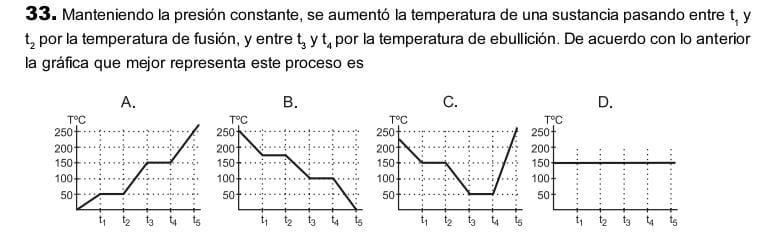 33. Manteniendo la presión constante, se aumentó la temperatura de una sustancia pasando entre t₁ y
t₂ por la temperatura de fusión, y entre t₃ y t₄ por la temperatura de ebullición. De acuerdo con lo anterior
la gráfica que mejor representa este proceso es
A.
T°C
250
200
150
100
50
t₁ t₂ t₃ t₄ t₅
B.
T°C
250
200
150
100
50
t₁ t₂ t₃ t₄ t₅
C.
T°C
250
200
150
100
50
t₁ t₂ t₃ t₄ t₅
D.
T°C
250
200
150
100
50
t₁ t₂ t₃ t₄ t₅